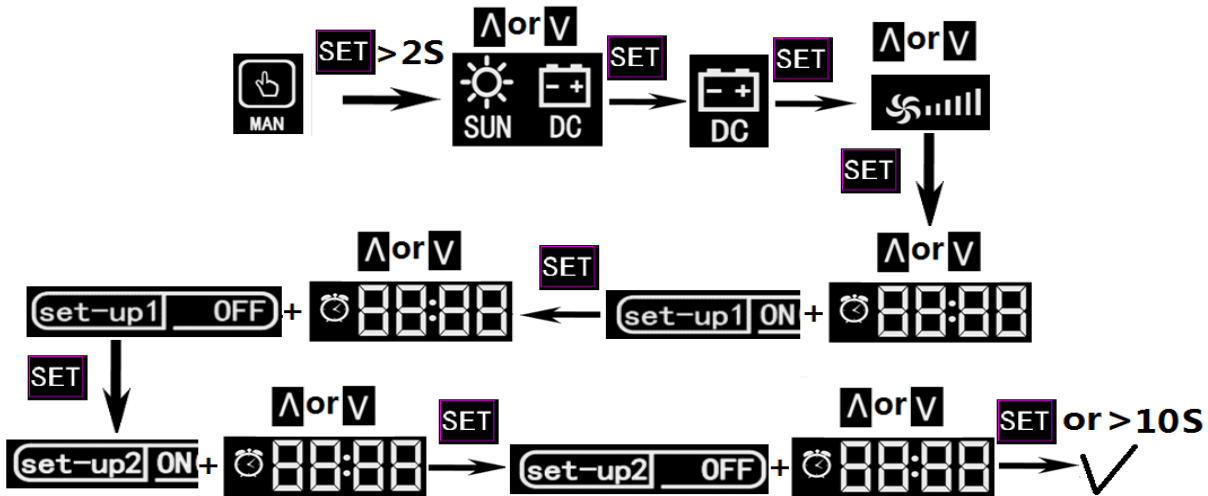 SET >2S
Λ or V
SET
SET
Λ or V
MAN
SUN DC
DC
SET
Λ or V
SET
Λ or V
set-up1 OFF + 88:88
set-up1 ON + 88:88
SET
Λ or V
SET
Λ or V
SET or >10S
set-up2 ON + 88:88
set-up2 OFF + 88:88